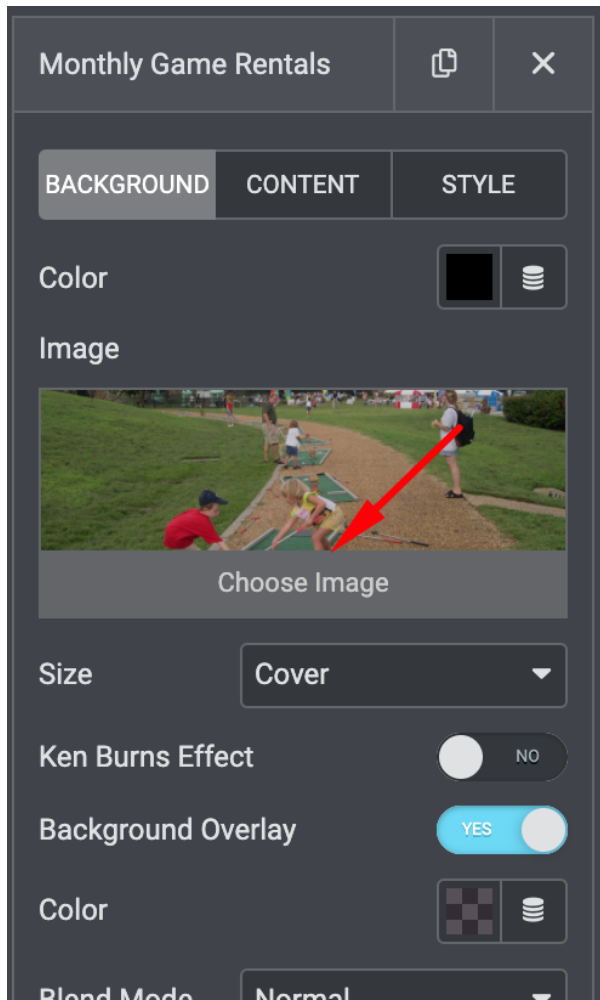 Monthly Game Rentals
BACKGROUND CONTENT STYLE
Color
Image
Choose Image
Size Cover
Ken Burns Effect NO
Background Overlay YES
Color
Blend Mode Normal